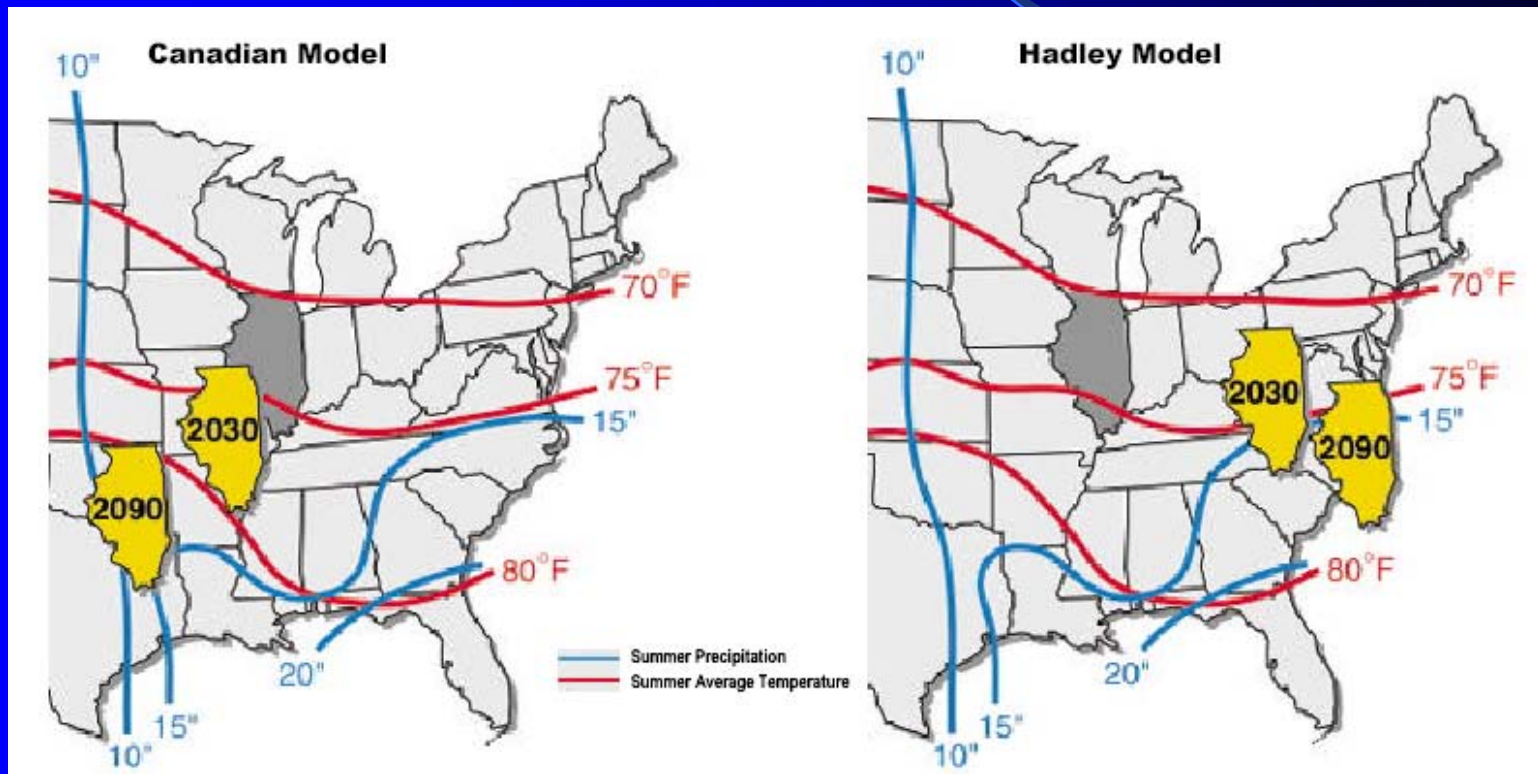 Canadian Model
10"
70°F
75°F
15"
2030
2090
80°F
20"
15"
10"
Summer Precipitation
Summer Average Temperature
Hadley Model
10"
70°F
75°F
15"
2030
2090
80°F
20"
15"
10"